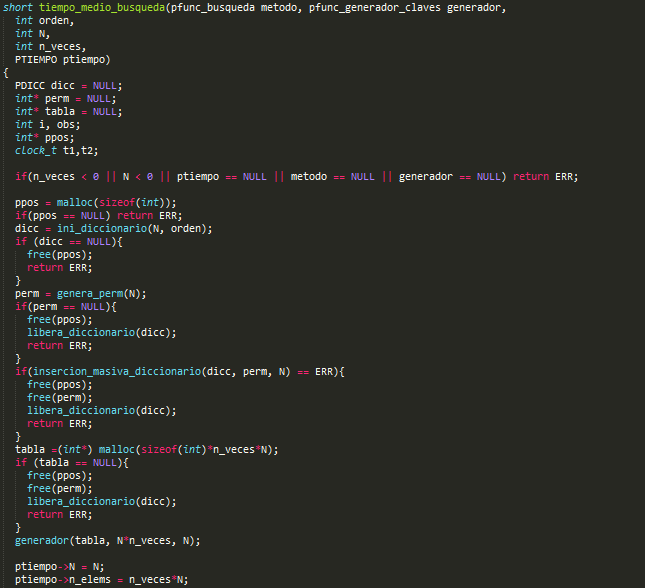 short tiempo_medio_busqueda(pfunc_busqueda metodo, pfunc_generador_claves generador,
  int orden,
  int N,
  int n_veces,
  PTIEMPO ptiempo)
{
  PDICC dicc = NULL;
  int* perm = NULL;
  int* tabla = NULL;
  int i, obs;
  int* ppos;
  clock_t t1,t2;

  if(n_veces < 0 || N < 0 || ptiempo == NULL || metodo == NULL || generador == NULL) return ERR;

  ppos = malloc(sizeof(int));
  if(ppos == NULL) return ERR;
  dicc = ini_diccionario(N, orden);
  if (dicc == NULL){
    free(ppos);
    return ERR;
  }
  perm = genera_perm(N);
  if(perm == NULL){
    free(ppos);
    libera_diccionario(dicc);
    return ERR;
  }
  if(insercion_masiva_diccionario(dicc, perm, N) == ERR){
    free(ppos);
    free(perm);
    libera_diccionario(dicc);
    return ERR;
  }
  tabla =(int*) malloc(sizeof(int)*n_veces*N);
  if (tabla == NULL){
    free(ppos);
    free(perm);
    libera_diccionario(dicc);
    return ERR;
  }
  generador(tabla, N*n_veces, N);

  ptiempo->N = N;
  ptiempo->n_elems = n_veces*N;